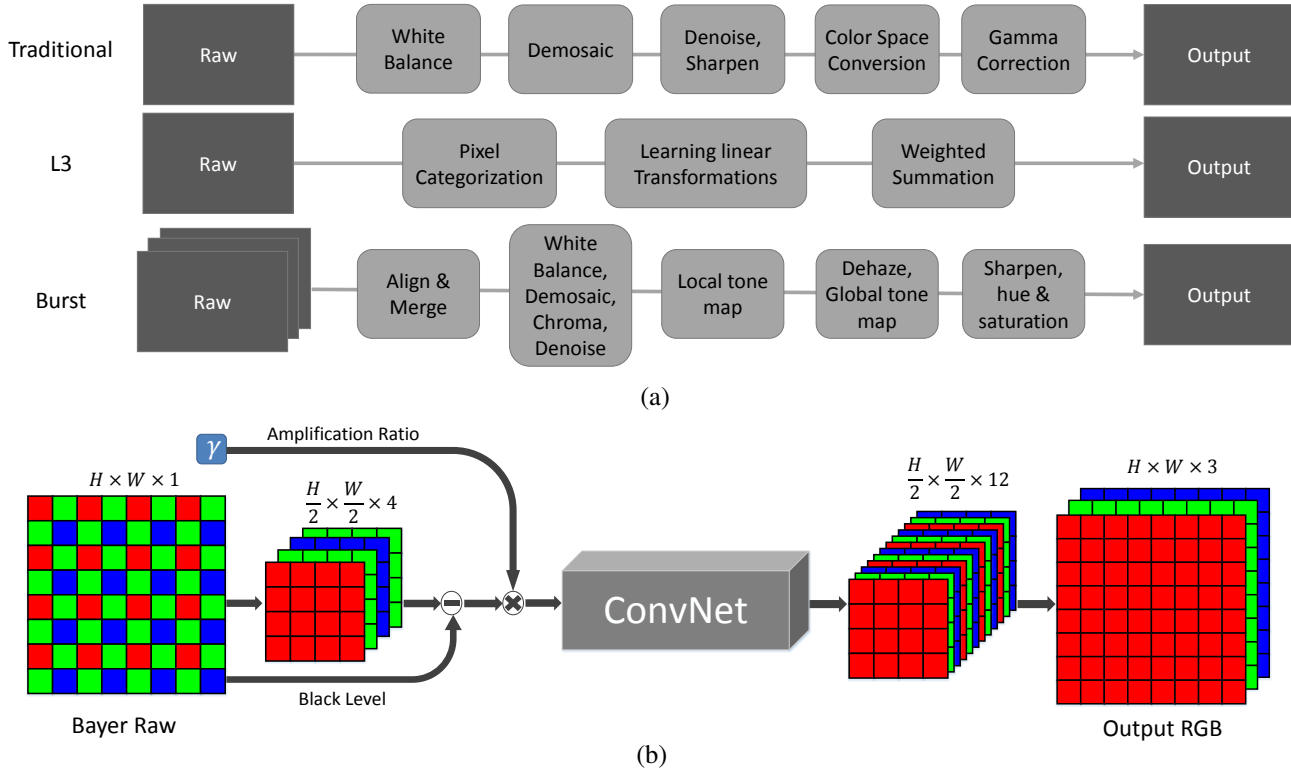 Traditional
Raw
White
Balance
Demosaic
Denoise,
Sharpen
Color Space
Conversion
Gamma
Correction
Output
L3
Raw
Pixel
Categorization
Learning linear
Transformations
Weighted
Summation
Output
Burst
Raw
Align &
Merge
White
Balance,
Demosaic,
Chroma,
Denoise
Local tone
map
Dehaze,
Global tone
map
Sharpen,
hue &
saturation
Output
(a)
γ
Amplification Ratio
H × W × 1
H/2 × W/2 × 4
Black Level
Bayer Raw
ConvNet
H/2 × W/2 × 12
H × W × 3
Output RGB
(b)